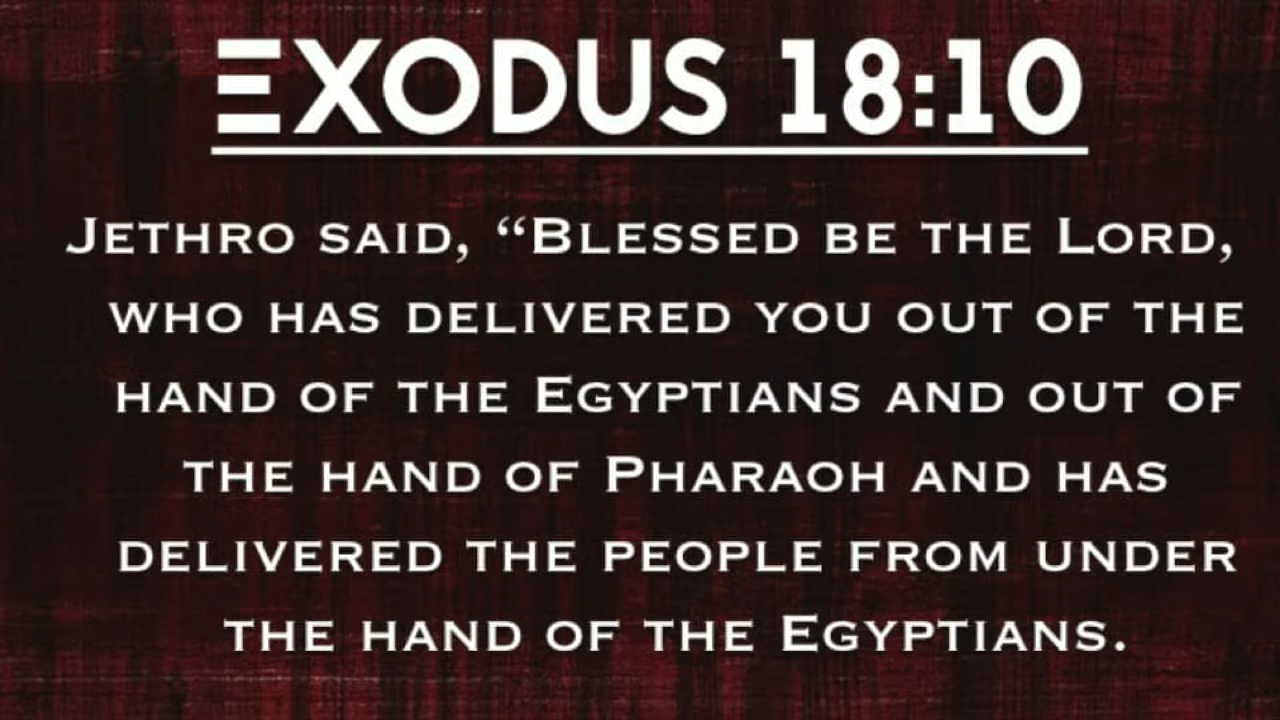 EXODUS 18:10
JETHRO SAID, “BLESSED BE THE LORD,
WHO HAS DELIVERED YOU OUT OF THE
HAND OF THE EGYPTIANS AND OUT OF
THE HAND OF PHARAOH AND HAS
DELIVERED THE PEOPLE FROM UNDER
THE HAND OF THE EGYPTIANS.